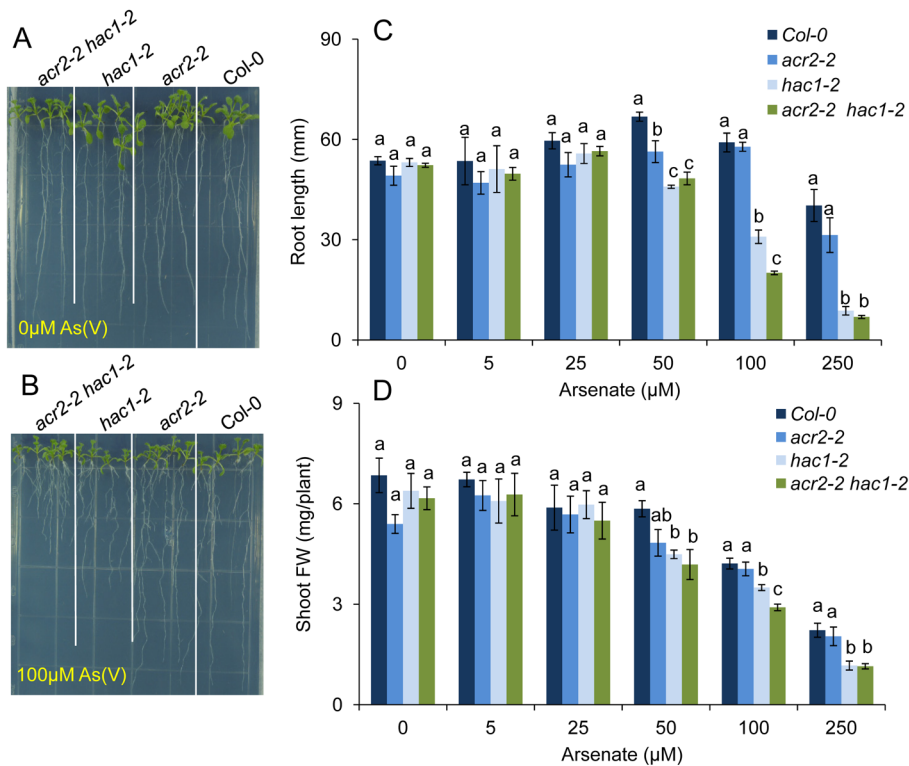 A
acr2-2 hac1-2
hac1-2
acr2-2
Col-0
0µM As(V)
B
acr2-2 hac1-2
hac1-2
acr2-2
Col-0
100µM As(V)
C
Root length (mm)
90
60
30
0
Col-0
acr2-2
hac1-2
acr2-2 hac1-2
a a a a
a a a a
a a a a
a b c c
a a b c
a a b b
0 5 25 50 100 250
Arsenate (µM)
D
Shoot FW (mg/plant)
9
6
3
0
Col-0
acr2-2
hac1-2
acr2-2 hac1-2
a a a a
a a a a
a a a a
a ab b b
a a b c
a a b b
0 5 25 50 100 250
Arsenate (µM)